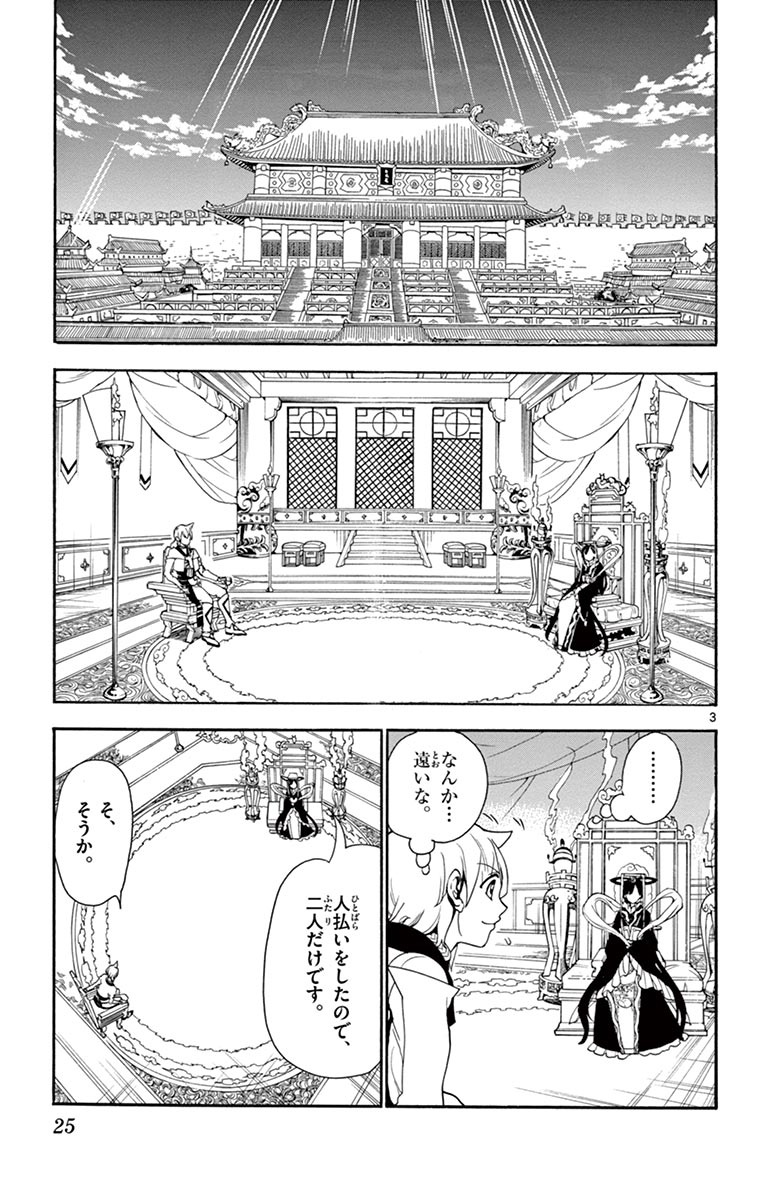 3
………
なんか…
遠いな。
人払いをしたので、
二人だけです。
そ、
そうか。
25